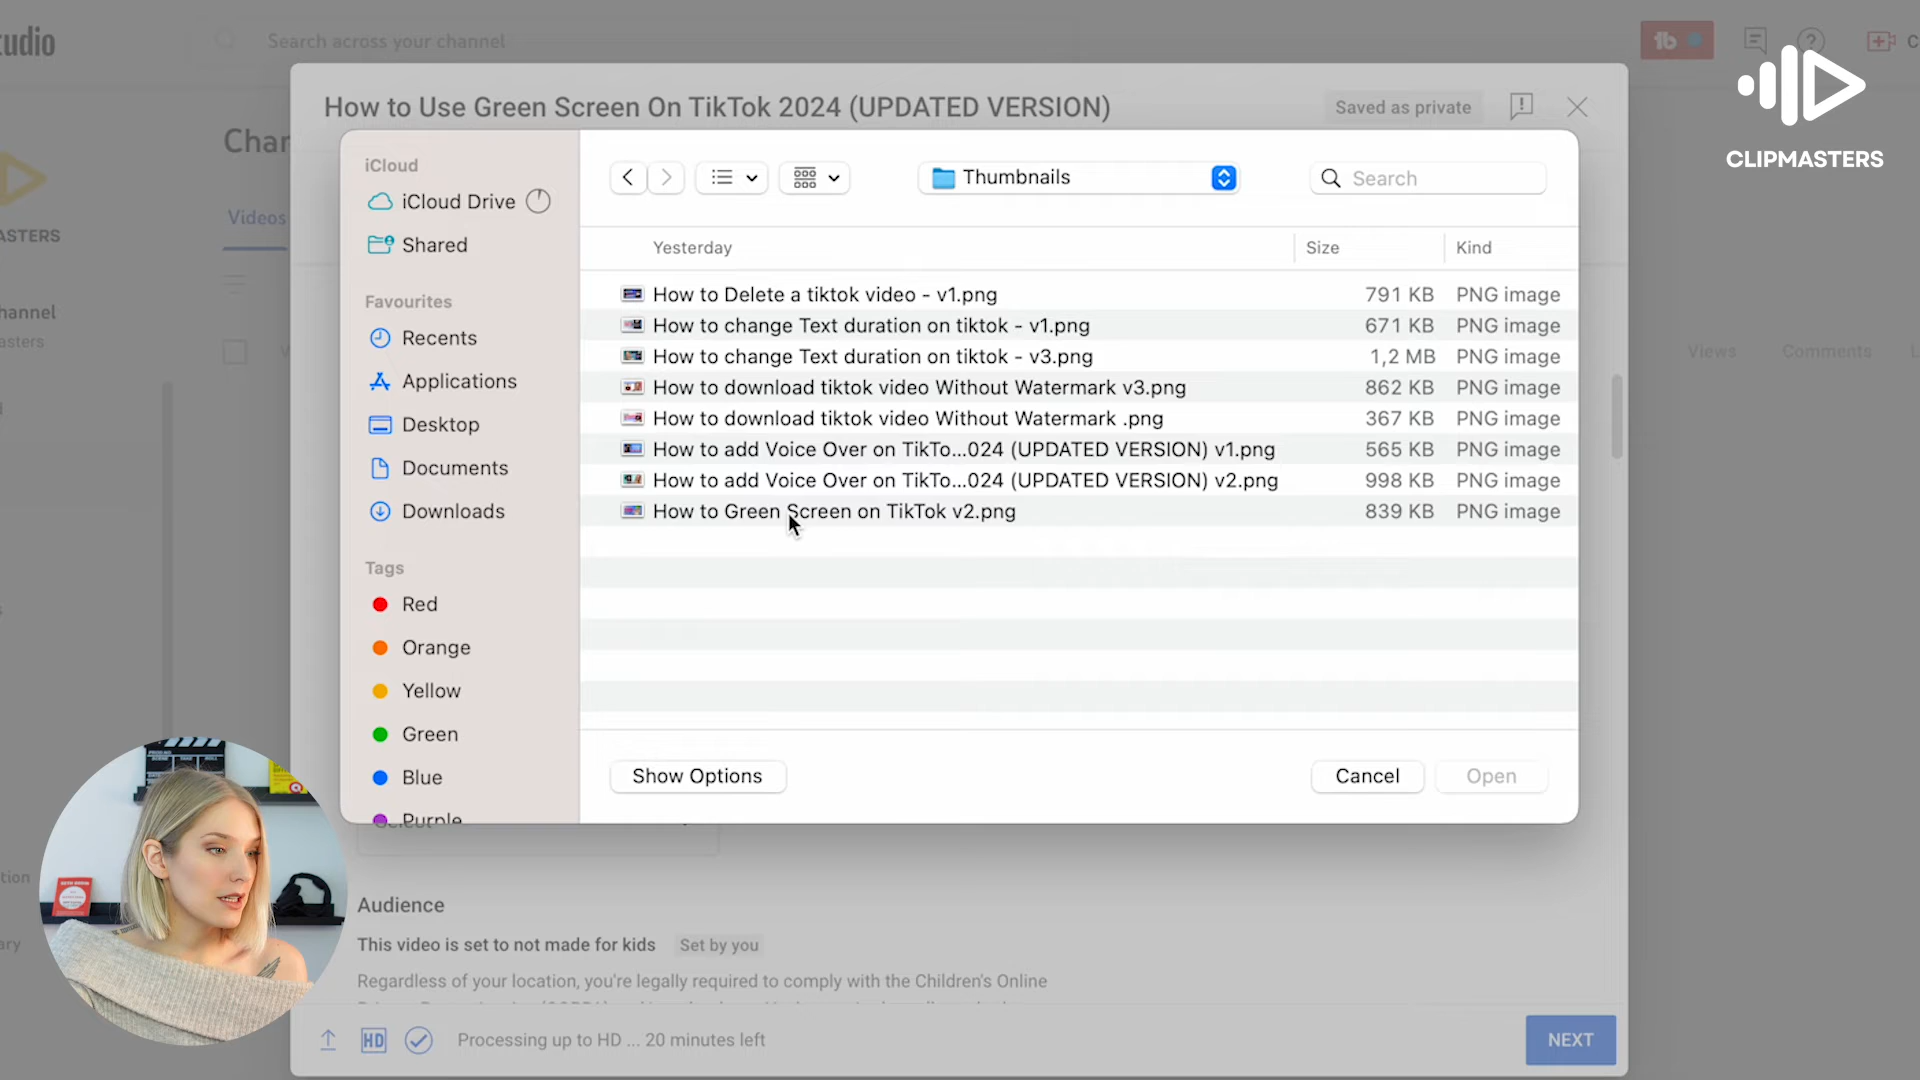 tudio
Search across your channel
CLIPMASTERS
How to Use Green Screen On TikTok 2024 (UPDATED VERSION)
Saved as private
Chan
Videos
ASTERS
hannel
asters
Views
Comments
iCloud
iCloud Drive
Shared
Favourites
Recents
Applications
Desktop
Documents
Downloads
Tags
Red
Orange
Yellow
Green
Blue
Purple
Thumbnails
Search
Yesterday
Size
Kind
How to Delete a tiktok video - v1.png 791 KB PNG image
How to change Text duration on tiktok - v1.png 671 KB PNG image
How to change Text duration on tiktok - v3.png 1,2 MB PNG image
How to download tiktok video Without Watermark v3.png 862 KB PNG image
How to download tiktok video Without Watermark .png 367 KB PNG image
How to add Voice Over on TikTo...024 (UPDATED VERSION) v1.png 565 KB PNG image
How to add Voice Over on TikTo...024 (UPDATED VERSION) v2.png 998 KB PNG image
How to Green Screen on TikTok v2.png 839 KB PNG image
Show Options
Cancel
Open
tion
ary
Audience
This video is set to not made for kids
Set by you
Regardless of your location, you're legally required to comply with the Children's Online
HD
Processing up to HD ... 20 minutes left
NEXT